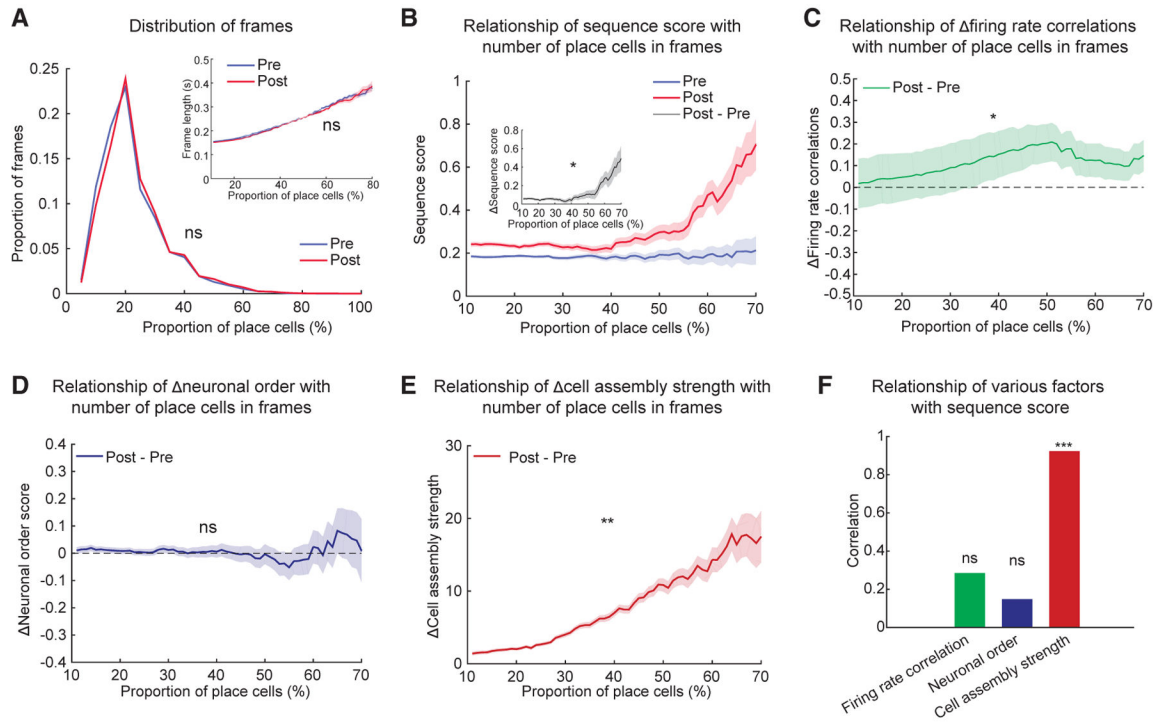 A
Distribution of frames
0.25
0.2
0.15
0.1
0.05
0
Proportion of frames
0 20 40 60 80 100
Proportion of place cells (%)
ns
Pre
Post
Pre
Post
0.5
0.4
0.3
0.2
0.1
0
Frame length (s)
20 40 60 80
Proportion of place cells (%)
ns
B
Relationship of sequence score with
number of place cells in frames
1
0.8
0.6
0.4
0.2
0
Sequence score
10 20 30 40 50 60 70
Proportion of place cells (%)
Pre
Post
Post - Pre
0.8
0.6
0.4
0.2
0
ΔSequence score
*
10 20 30 40 50 60 70
Proportion of place cells (%)
C
Relationship of Δfiring rate correlations
with number of place cells in frames
0.5
0.4
0.3
0.2
0.1
0
-0.1
-0.2
-0.3
-0.4
-0.5
ΔFiring rate correlations
Post - Pre
*
10 20 30 40 50 60 70
Proportion of place cells (%)
D
Relationship of Δneuronal order with
number of place cells in frames
0.4
0.3
0.2
0.1
0
-0.1
-0.2
-0.3
-0.4
ΔNeuronal order score
Post - Pre
ns
10 20 30 40 50 60 70
Proportion of place cells (%)
E
Relationship of Δcell assembly strength with
number of place cells in frames
30
20
10
0
ΔCell assembly strength
Post - Pre
**
10 20 30 40 50 60 70
Proportion of place cells (%)
F
Relationship of various factors
with sequence score
1
0.8
0.6
0.4
0.2
0
Correlation
ns
ns
***
Firing rate correlation
Neuronal order
Cell assembly strength